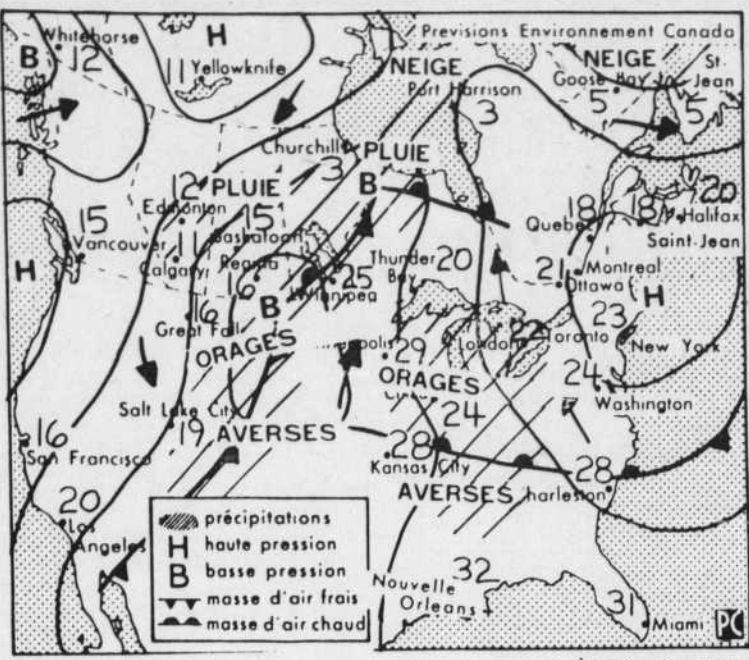 Previsions Environnement Canada
B
Whitehorse
12
H
11 Yellowknife
NEIGE
Port Harrison
3
NEIGE
Goose Bay
5
St-
Jean
5
Churchill
3
PLUIE
B
12
PLUIE
Edmonton
15
Vancouver
11
Calgary
15
Saskatoon
Regina
16
Winnipeg
25
Thunder
Bay
20
18
Quebec
18
20
Halifax
Saint-Jean
21
Montreal
Ottawa
H
H
B
16
Great Fall
ORAGES
29
London
22
Toronto
23
New York
ORAGES
24
24
Washington
Salt Lake City
19
AVERSES
28
Kansas City
16
San Francisco
AVERSES
28
harleston
20
Los
Angeles
précipitations
H haute pression
B basse pression
masse d'air frais
masse d'air chaud
Nouvelle
Orleans
32
31
Miami
PC